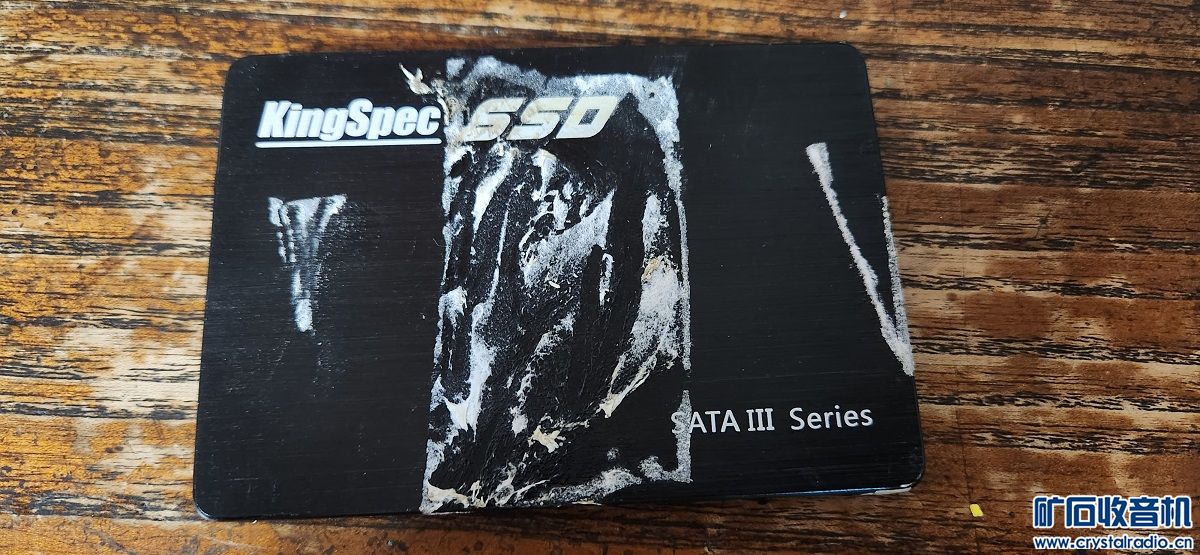 KingSpec SSD
SATA III Series
矿石收音机
www.crystalradio.cn